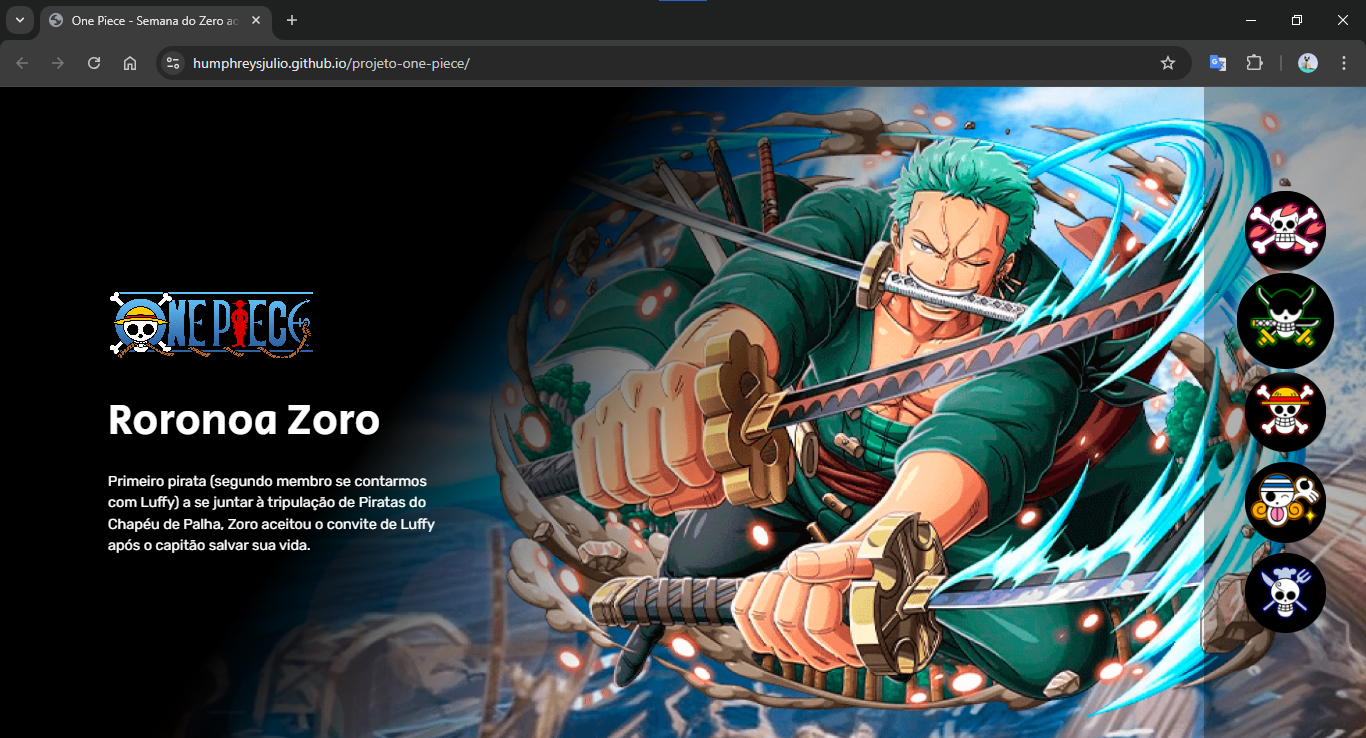 One Piece - Semana do Zero ao
humphreysjulio.github.io/projeto-one-piece/
ONE PIECE
Roronoa Zoro
Primeiro pirata (segundo membro se contarmos
com Luffy) a se juntar à tripulação de Piratas do
Chapéu de Palha, Zoro aceitou o convite de Luffy
após o capitão salvar sua vida.